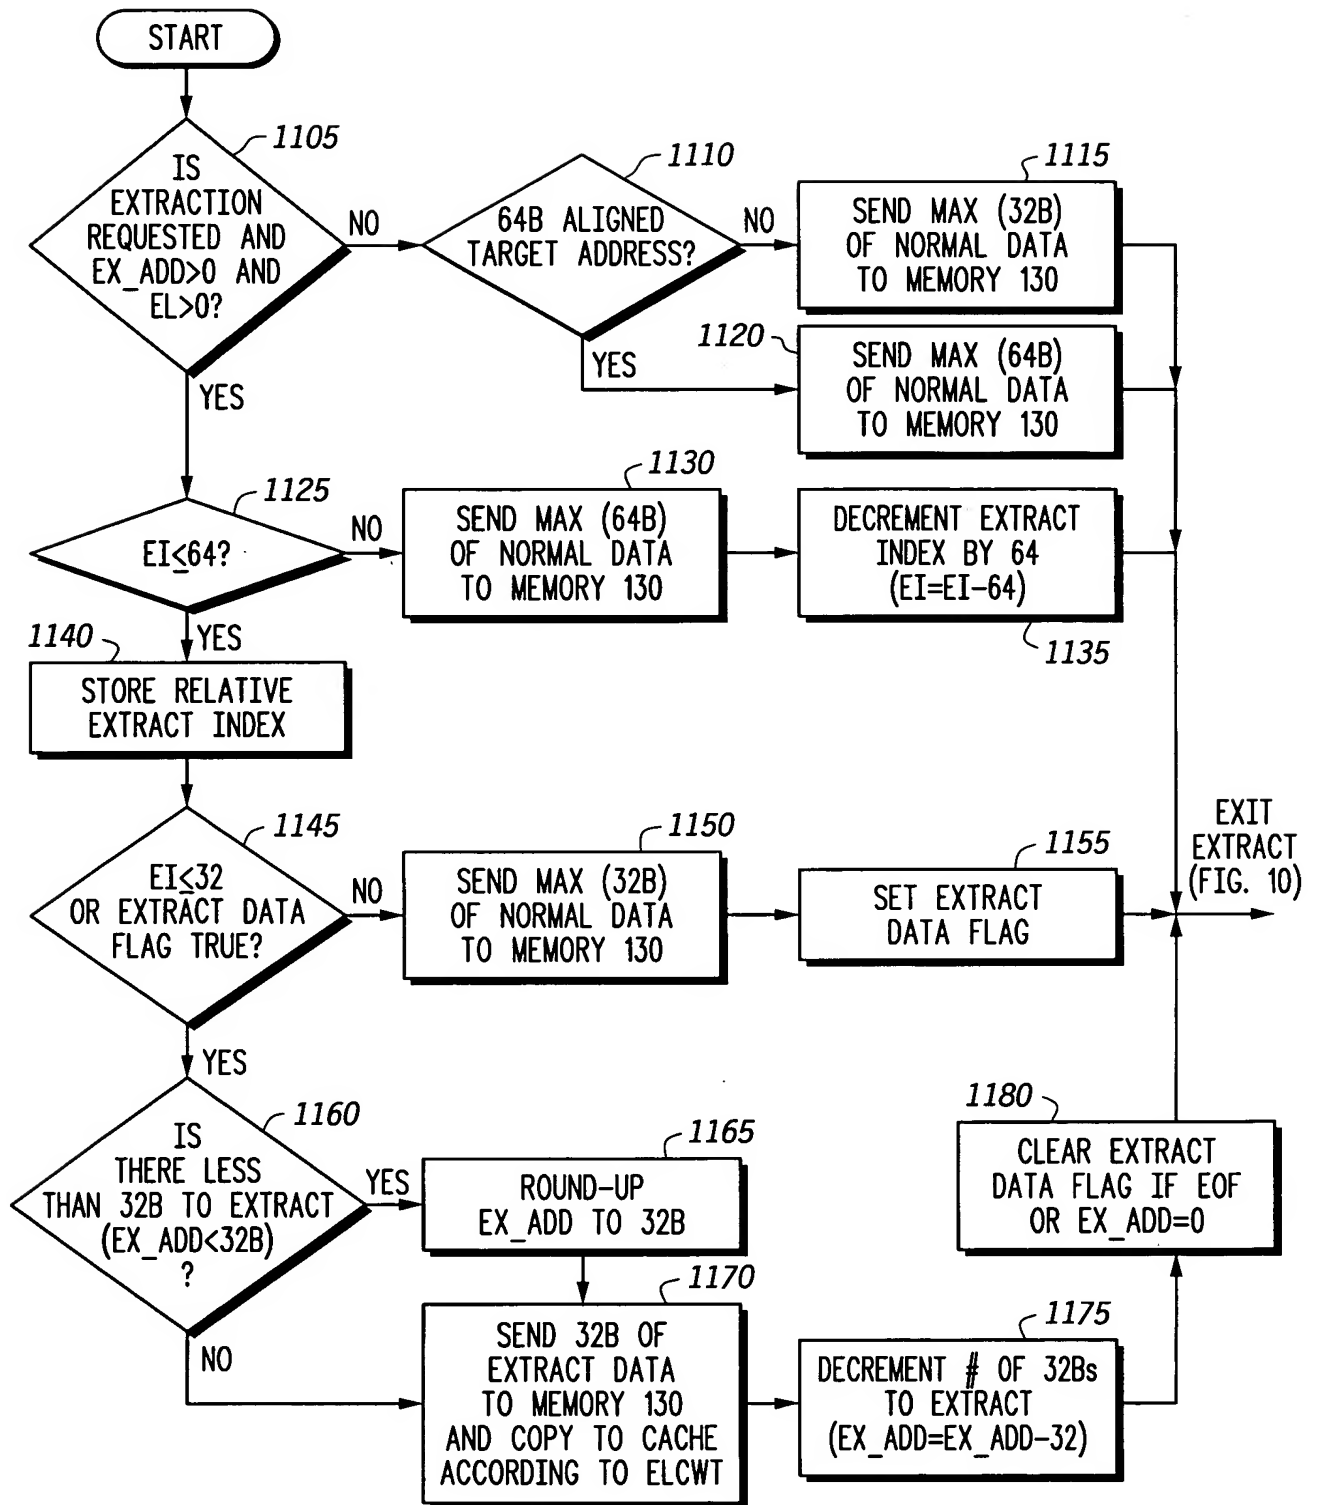 START
1105
IS
EXTRACTION
REQUESTED AND
EX_ADD>0 AND
EL>0?
NO
YES
1110
64B ALIGNED
TARGET ADDRESS?
NO
YES
1115
SEND MAX (32B)
OF NORMAL DATA
TO MEMORY 130
1120
SEND MAX (64B)
OF NORMAL DATA
TO MEMORY 130
1125
EI≤64?
NO
YES
1130
SEND MAX (64B)
OF NORMAL DATA
TO MEMORY 130
DECREMENT EXTRACT
INDEX BY 64
(EI=EI-64)
1135
1140
STORE RELATIVE
EXTRACT INDEX
1145
EI≤32
OR EXTRACT DATA
FLAG TRUE?
NO
YES
1150
SEND MAX (32B)
OF NORMAL DATA
TO MEMORY 130
1155
SET EXTRACT
DATA FLAG
EXIT
EXTRACT
(FIG. 10)
1160
IS
THERE LESS
THAN 32B TO EXTRACT
(EX_ADD<32B)
?
YES
NO
1165
ROUND-UP
EX_ADD TO 32B
1170
SEND 32B OF
EXTRACT DATA
TO MEMORY 130
AND COPY TO CACHE
ACCORDING TO ELCWT
1175
DECREMENT # OF 32Bs
TO EXTRACT
(EX_ADD=EX_ADD-32)
1180
CLEAR EXTRACT
DATA FLAG IF EOF
OR EX_ADD=0